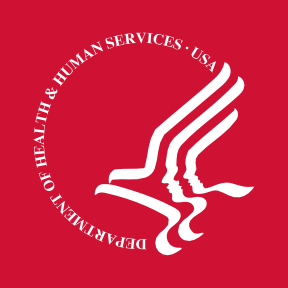 DEPARTMENT OF HEALTH & HUMAN SERVICES · USA